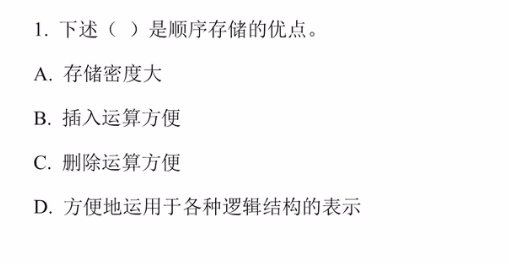 1. 下述（ ）是顺序存储的优点。
A. 存储密度大
B. 插入运算方便
C. 删除运算方便
D. 方便地运用于各种逻辑结构的表示